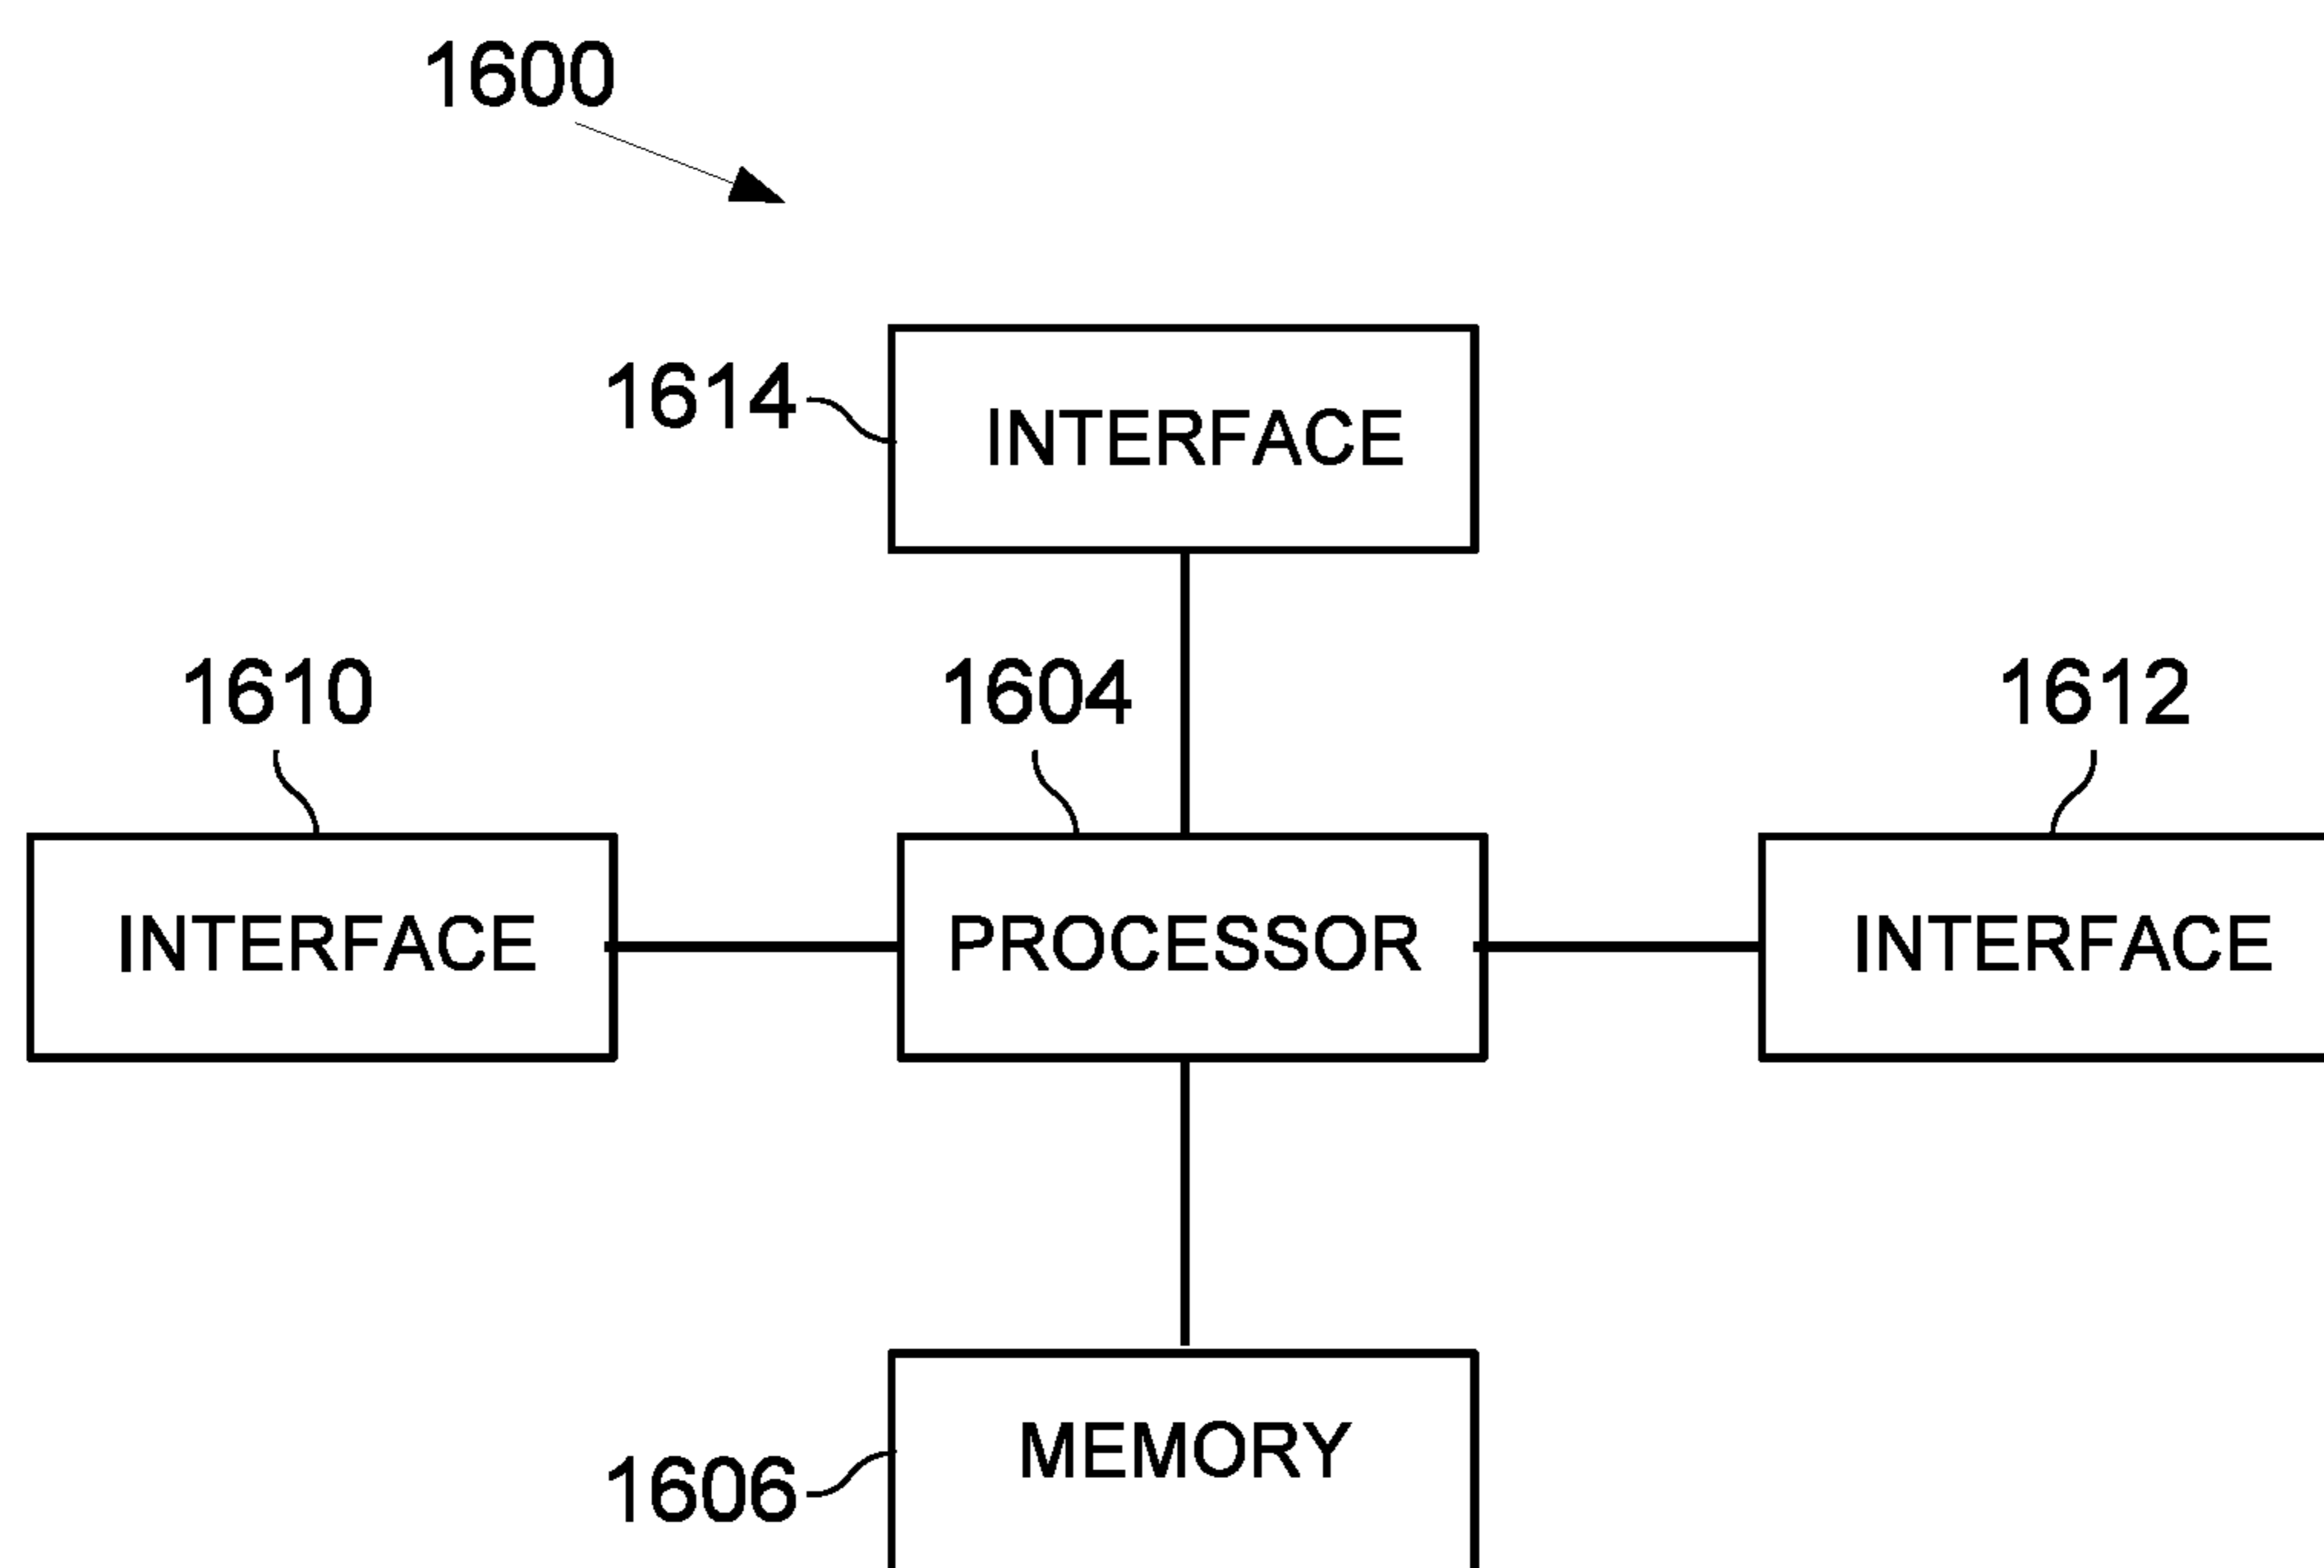 1600
1614
INTERFACE
1610
1604
1612
INTERFACE
PROCESSOR
INTERFACE
MEMORY
1606